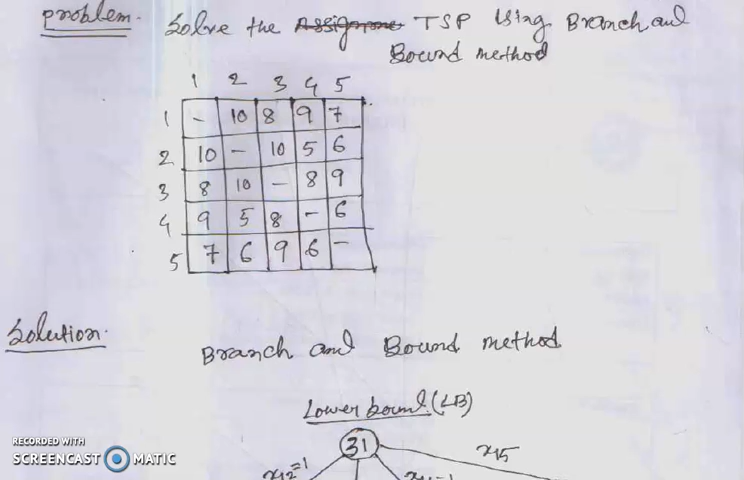 Problem. Solve the TSP using Branch and
Bound method
1 2 3 4 5
1 - 10 8 9 7
2 10 - 10 5 6
3 8 10 - 8 9
4 9 5 8 - 6
5 7 6 9 6 -
Solution.
Branch and Bound method
Lower bound (LB)
31
x12=1
x15
RECORDED WITH
SCREENCAST MATIC